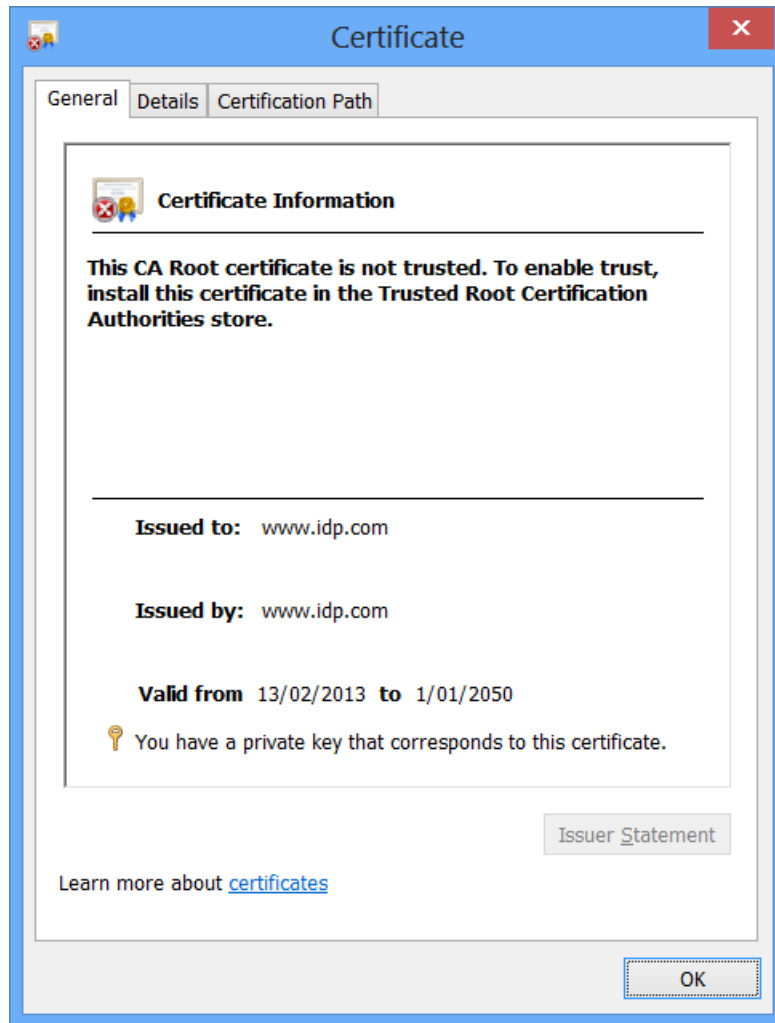 Certificate
General Details Certification Path
Certificate Information
This CA Root certificate is not trusted. To enable trust,
install this certificate in the Trusted Root Certification
Authorities store.
Issued to: www.idp.com
Issued by: www.idp.com
Valid from 13/02/2013 to 1/01/2050
You have a private key that corresponds to this certificate.
Issuer Statement
Learn more about certificates
OK